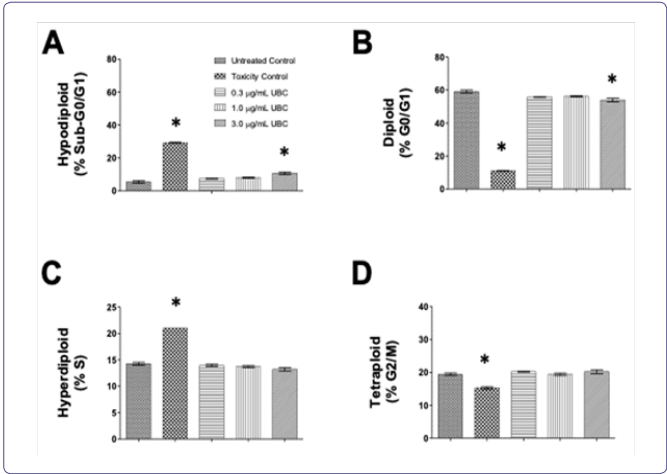 A
Hypodiploid
(% Sub-G0/G1)
80
60
40
20
0
*
*
Untreated Control
Toxicity Control
0.3 µg/mL UBC
1.0 µg/mL UBC
3.0 µg/mL UBC
B
Diploid
(% G0/G1)
80
60
40
20
0
*
*
C
Hyperdiploid
(% S)
25
20
15
10
5
0
*
D
Tetraploid
(% G2/M)
40
30
20
10
0
*